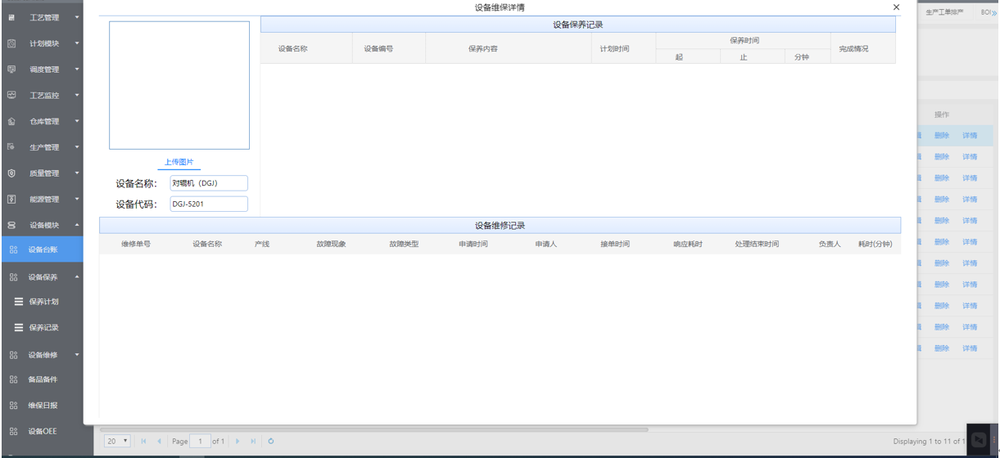 设备维保详情
工艺管理
计划模块
调度管理
工艺监控
仓库管理
生产管理
质量管理
能源管理
设备模块
设备台账
设备保养
保养计划
保养记录
设备维修
备品备件
维保日报
设备OEE
上传图片
设备名称： 对辊机（DGJ）
设备代码： DGJ-5201
设备保养记录
设备名称 设备编号 保养内容 计划时间 保养时间 完成情况
起 止 分钟
设备维修记录
维修单号 设备名称 产线 故障现象 故障类型 申请时间 申请人 接单时间 响应耗时 处理结束时间 负责人 耗时(分钟)
生产工单排产
操作
删除 详情
删除 详情
删除 详情
删除 详情
删除 详情
删除 详情
删除 详情
删除 详情
删除 详情
删除 详情
删除 详情
20 Page 1 of 1
Displaying 1 to 11 of